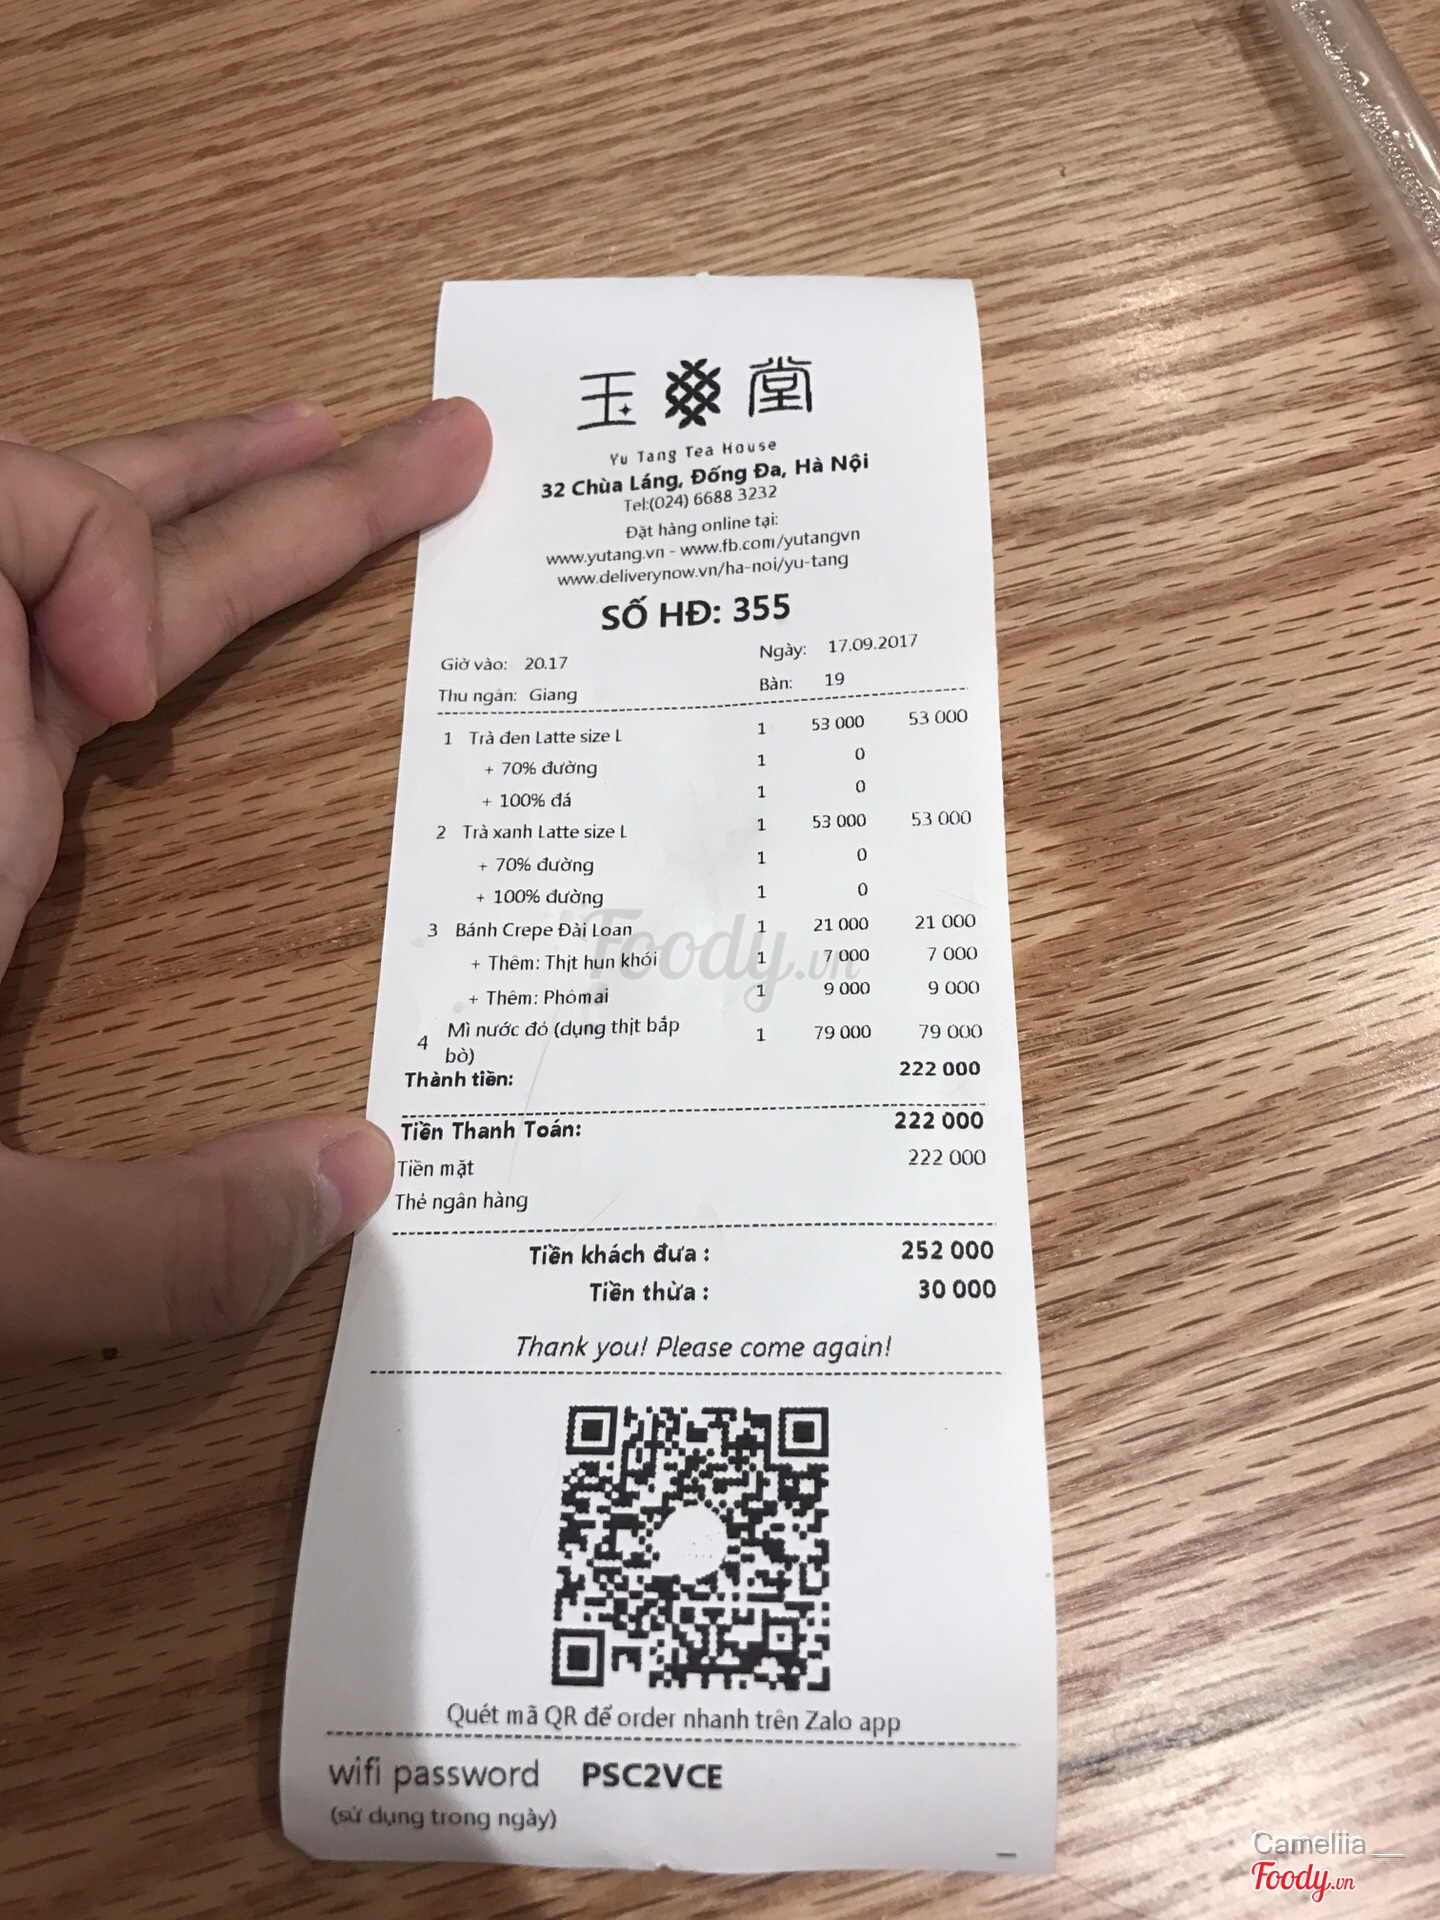 玉 堂
Yu Tang Tea House
32 Chùa Láng, Đống Đa, Hà Nội
Tel:(024) 6688 3232
Đặt hàng online tại:
www.yutang.vn - www.fb.com/yutangvn
www.deliverynow.vn/ha-noi/yu-tang
SỐ HĐ: 355
Giờ vào: 20.17 Ngày: 17.09.2017
Thu ngân: Giang Bàn: 19
1 Trà đen Latte size L 1 53 000 53 000
+ 70% đường 1 0
+ 100% đá 1 0
2 Trà xanh Latte size L 1 53 000 53 000
+ 70% đường 1 0
+ 100% đường 1 0
3 Bánh Crepe Đài Loan 1 21 000 21 000
+ Thêm: Thịt hun khói 1 7 000 7 000
+ Thêm: Phômai 1 9 000 9 000
4 Mì nước đỏ (dụng thịt bắp 1 79 000 79 000
bò)
Thành tiền: 222 000
Tiền Thanh Toán: 222 000
Tiền mặt 222 000
Thẻ ngân hàng
Tiền khách đưa : 252 000
Tiền thừa : 30 000
Thank you! Please come again!
Quét mã QR để order nhanh trên Zalo app
wifi password PSC2VCE
(sử dụng trong ngày)
Foody.vn
Cameliia__
Foody.vn